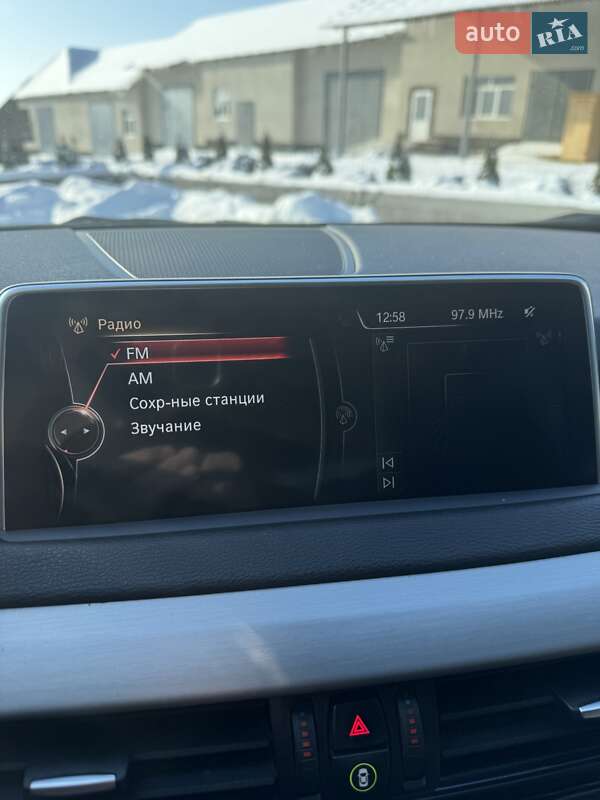 auto RIA
.com
Радио
12:58
97.9 MHz
FM
AM
Сохр-ные станции
Звучание